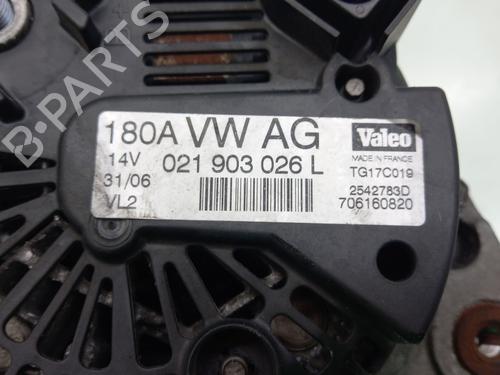 B-PARTS
180A VW AG
14V 021 903 026 L
31/06
VL2
Valeo
MADE IN FRANCE
TG17C019
2542783D
706160820